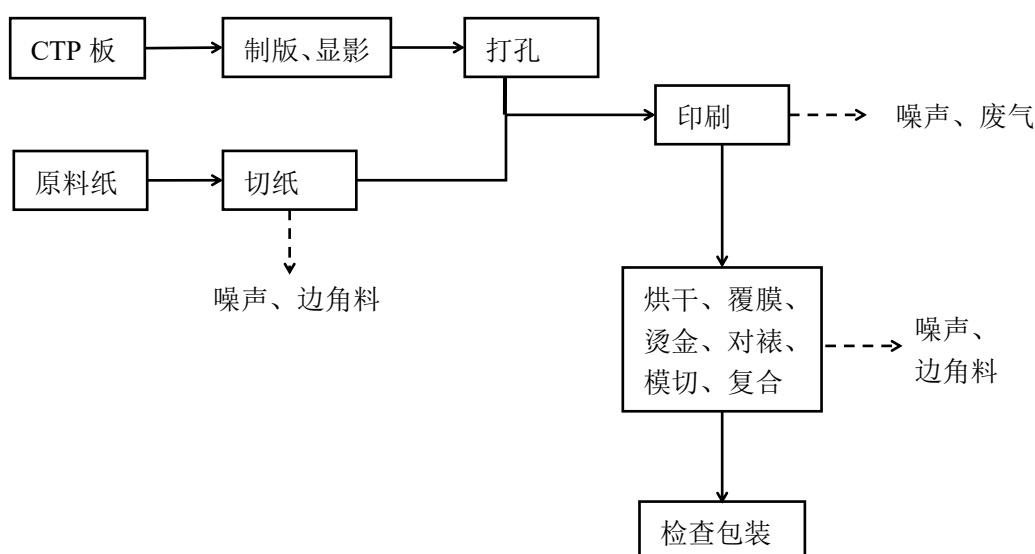 CTP 板
制版、显影
打孔
印刷
噪声、废气
原料纸
切纸
噪声、边角料
烘干、覆膜、
烫金、对裱、
模切、复合
噪声、
边角料
检查包装